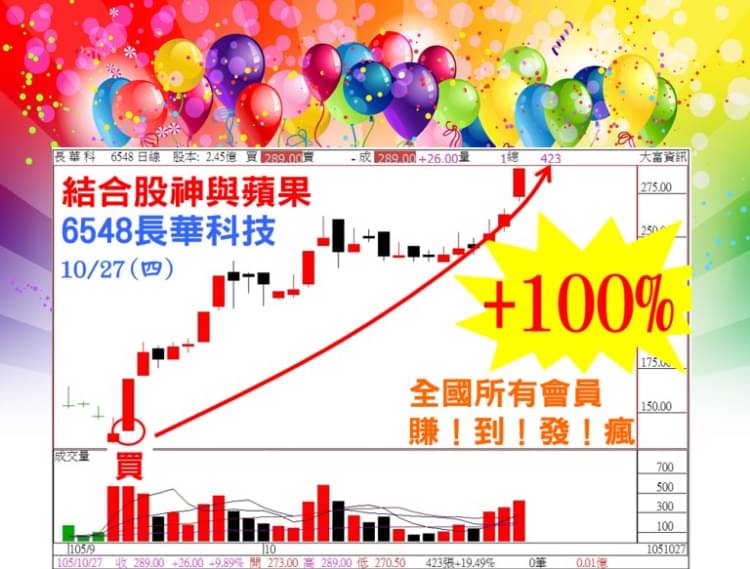 長華科 6548 日線 股本: 2.45億 買 289.00賣 - 成 289.00 +26.00量 1總 423 大富資訊
結合股神與蘋果
6548長華科技
10/27(四)
275.00
250.00
+100%
175.00
150.00
全國所有會員
賺!到!發!瘋
買
成交量
700
500
300
100
105/9 10 1051027
105/10/27 收 289.00 +26.00 +9.89% 開 273.00 高 289.00 低 270.50 423張+19.49% 0筆 0.01億